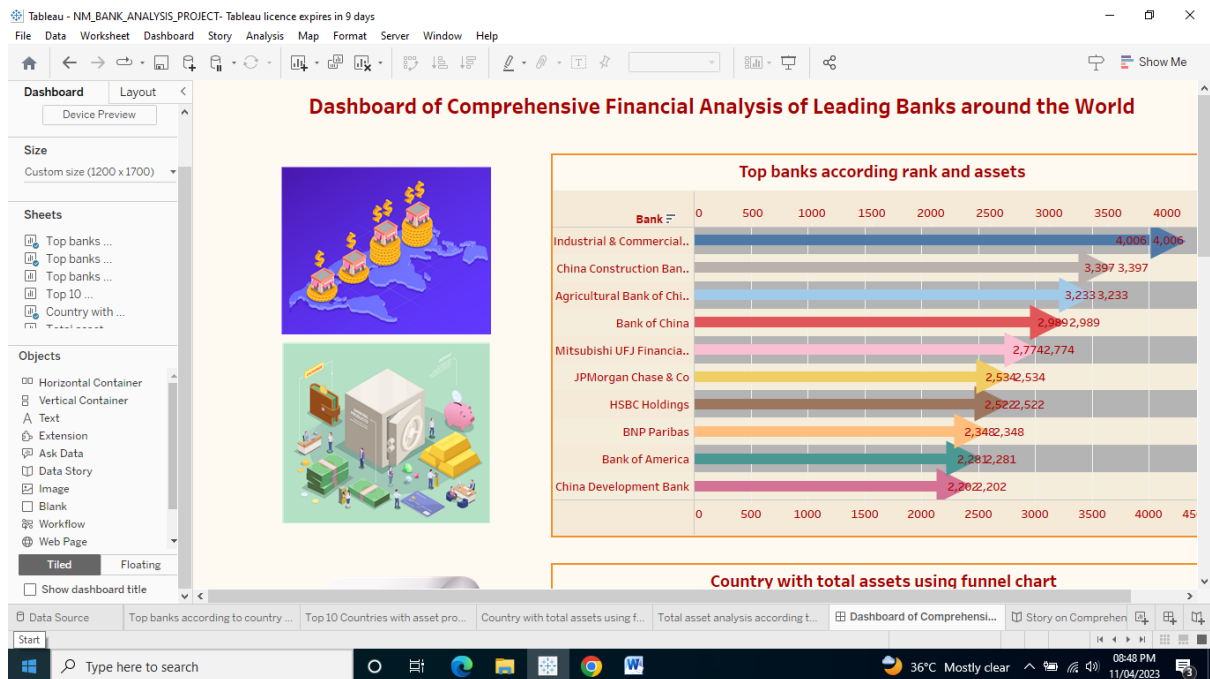 Tableau - NM_BANK_ANALYSIS_PROJECT- Tableau licence expires in 9 days
File Data Worksheet Dashboard Story Analysis Map Format Server Window Help
Show Me
Dashboard Layout
Device Preview
Size
Custom size (1200 x 1700)
Sheets
Top banks ...
Top banks ...
Top banks ...
Top 10 ...
Country with ...
Objects
Horizontal Container
Vertical Container
A Text
Extension
Ask Data
Data Story
Image
Blank
Workflow
Web Page
Tiled Floating
Show dashboard title
Dashboard of Comprehensive Financial Analysis of Leading Banks around the World
Top banks according rank and assets
Bank 0 500 1000 1500 2000 2500 3000 3500 4000
Industrial & Commercial.. 4,006 4,006
China Construction Ban.. 3,397 3,397
Agricultural Bank of Chi.. 3,233 3,233
Bank of China 2,989 2,989
Mitsubishi UFJ Financia.. 2,774 2,774
JPMorgan Chase & Co 2,534 2,534
HSBC Holdings 2,522 2,522
BNP Paribas 2,348 2,348
Bank of America 2,281 2,281
China Development Bank 2,202 2,202
0 500 1000 1500 2000 2500 3000 3500 4000 45
Country with total assets using funnel chart
Data Source Top banks according to country ... Top 10 Countries with asset pro... Country with total assets using f... Total asset analysis according t... Dashboard of Comprehensi... Story on Comprehen
Start
Type here to search
36°C Mostly clear
08:48 PM
11/04/2023
3